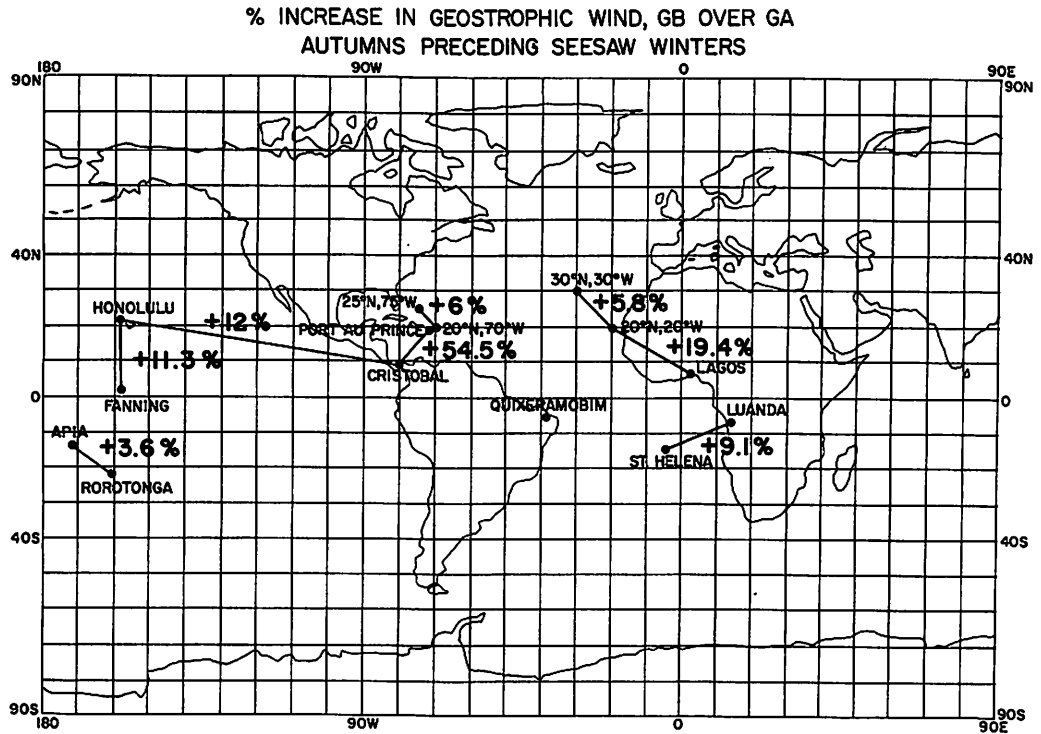 % INCREASE IN GEOSTROPHIC WIND, GB OVER GA
AUTUMNS PRECEDING SEESAW WINTERS
180 90W 0 90E
90N 90N
40N 40N
30°N,30°W
25°N,75°W +6% +5.8%
HONOLULU
+12% PORT AU PRINCE 20°N,70°W 20°N,20°W
+54.5% +19.4%
+11.3%
CRISTOBAL LAGOS
0 0
FANNING QUIXERAMOBIM LUANDA
APIA
+3.6% +9.1%
ST. HELENA
ROROTONGA
40S 40S
90S 90S
180 90W 0 90E